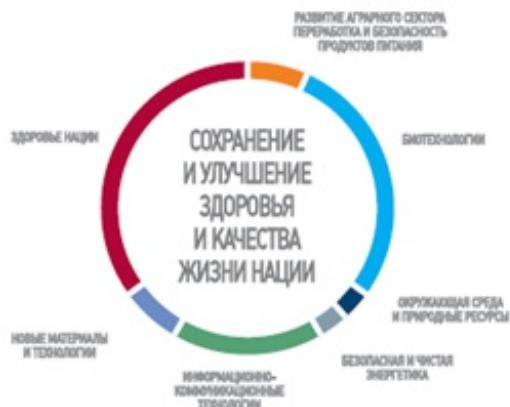 РАЗВИТИЕ АГРАРНОГО СЕКТОРА
ПЕРЕРАБОТКА И БЕЗОПАСНОСТЬ
ПРОДУКТОВ ПИТАНИЯ
ЗДОРОВЬЕ НАЦИИ
БИОТЕХНОЛОГИИ
СОХРАНЕНИЕ
И УЛУЧШЕНИЕ
ЗДОРОВЬЯ
И КАЧЕСТВА
ЖИЗНИ НАЦИИ
ОКРУЖАЮЩАЯ СРЕДА
И ПРИРОДНЫЕ РЕСУРСЫ
НОВЫЕ МАТЕРИАЛЫ
И ТЕХНОЛОГИИ
БЕЗОПАСНАЯ И ЧИСТАЯ
ЭНЕРГЕТИКА
ИНФОРМАЦИОННО-
КОММУНИКАЦИОННЫЕ
ТЕХНОЛОГИИ